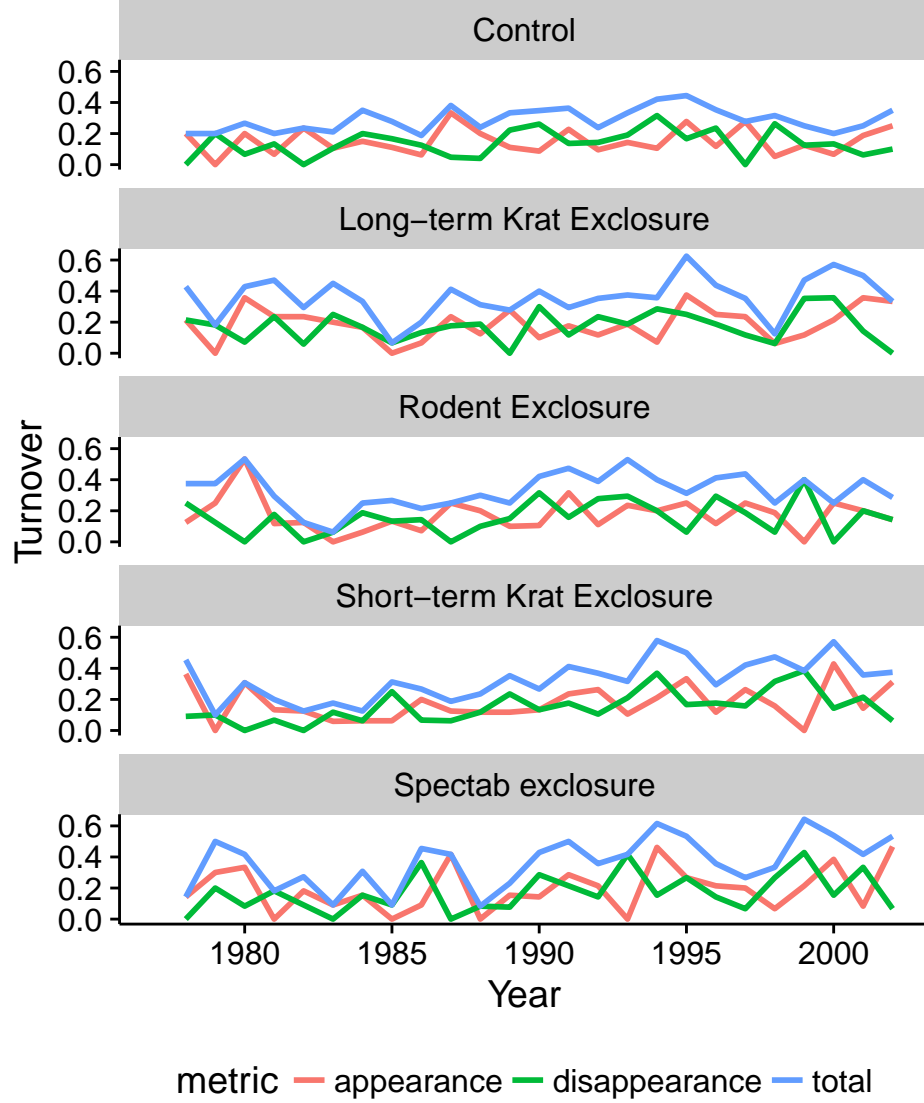 Control
0.6
0.4
0.2
0.0
Long−term Krat Exclosure
0.6
0.4
0.2
0.0
Rodent Exclosure
0.6
0.4
0.2
0.0
Short−term Krat Exclosure
0.6
0.4
0.2
0.0
Spectab exclosure
0.6
0.4
0.2
0.0
Turnover
1980 1985 1990 1995 2000
Year
metric appearance disappearance total